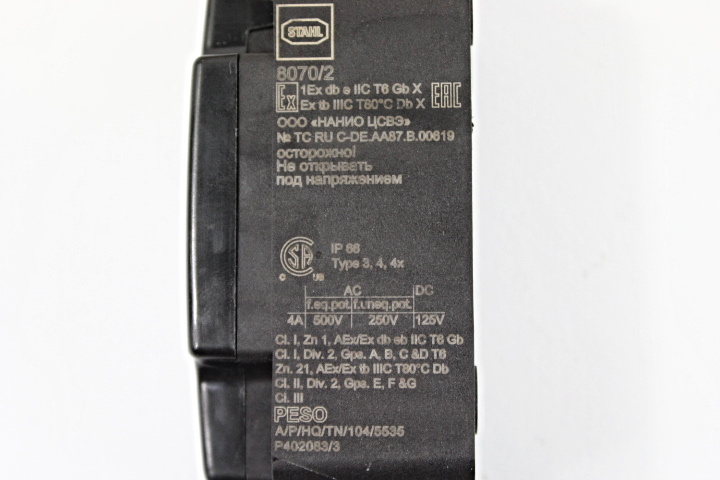 STAHL
8070/2
Ex 1Ex db e IIC T6 Gb X
Ex tb IIIC T80°C Db X EAC
ООО «НАНИО ЦСВЭ»
№ TC RU C-DE.AA87.B.00619
осторожно!
Не открывать
под напряжением
CSA
C US
IP 66
Type 3, 4, 4x
AC DC
f.eq.pot. f.uneq.pot.
4A 500V 250V 125V
Cl. I, Zn 1, AEx/Ex db eb IIC T6 Gb
Cl. I, Div. 2, Gps. A, B, C & D T6
Zn. 21, AEx/Ex tb IIIC T80°C Db
Cl. II, Div. 2, Gps. E, F & G
Cl. III
PESO
A/P/HQ/TN/104/5535
P402083/3